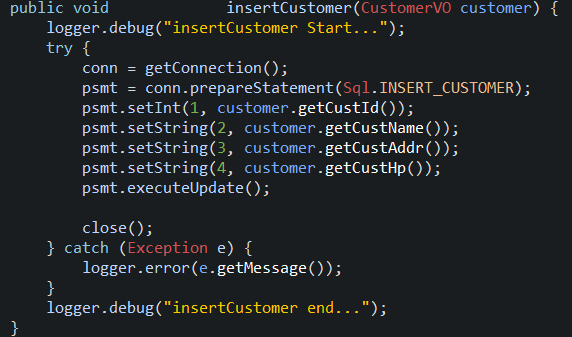 public void               insertCustomer(CustomerVO customer) {
    logger.debug("insertCustomer Start...");
    try {
        conn = getConnection();
        psmt = conn.prepareStatement(Sql.INSERT_CUSTOMER);
        psmt.setInt(1, customer.getCustId());
        psmt.setString(2, customer.getCustName());
        psmt.setString(3, customer.getCustAddr());
        psmt.setString(4, customer.getCustHp());
        psmt.executeUpdate();

        close();
    } catch (Exception e) {
        logger.error(e.getMessage());
    }
    logger.debug("insertCustomer end...");
}